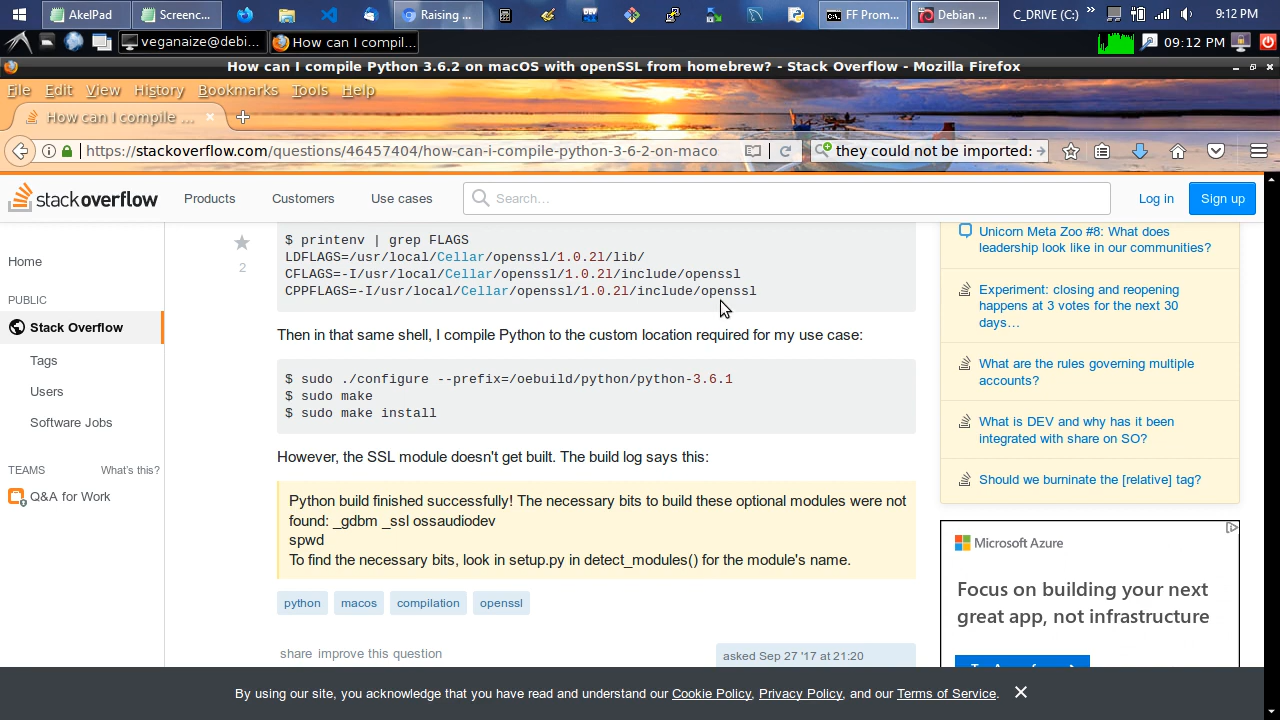 AkelPad
Screenc...
Raising ...
FF Prom...
Debian ...
C_DRIVE (C:)
9:12 PM
veganaize@debi...
How can I compil...
09:12 PM
How can I compile Python 3.6.2 on macOS with openSSL from homebrew? - Stack Overflow - Mozilla Firefox
File Edit View History Bookmarks Tools Help
How can I compile ...
https://stackoverflow.com/questions/46457404/how-can-i-compile-python-3-6-2-on-maco
they could not be imported:
stackoverflow
Products
Customers
Use cases
Search...
Log in
Sign up
Home
PUBLIC
Stack Overflow
Tags
Users
Software Jobs
TEAMS
What's this?
Q&A for Work
2
$ printenv | grep FLAGS
LDFLAGS=/usr/local/Cellar/openssl/1.0.2l/lib/
CFLAGS=-I/usr/local/Cellar/openssl/1.0.2l/include/openssl
CPPFLAGS=-I/usr/local/Cellar/openssl/1.0.2l/include/openssl
Then in that same shell, I compile Python to the custom location required for my use case:
$ sudo ./configure --prefix=/oebuild/python/python-3.6.1
$ sudo make
$ sudo make install
However, the SSL module doesn't get built. The build log says this:
Python build finished successfully! The necessary bits to build these optional modules were not
found: _gdbm _ssl ossaudiodev
spwd
To find the necessary bits, look in setup.py in detect_modules() for the module's name.
python
macos
compilation
openssl
share improve this question
asked Sep 27 '17 at 21:20
Unicorn Meta Zoo #8: What does
leadership look like in our communities?
Experiment: closing and reopening
happens at 3 votes for the next 30
days…
What are the rules governing multiple
accounts?
What is DEV and why has it been
integrated with share on SO?
Should we burninate the [relative] tag?
Microsoft Azure
Focus on building your next
great app, not infrastructure
By using our site, you acknowledge that you have read and understand our Cookie Policy, Privacy Policy, and our Terms of Service.